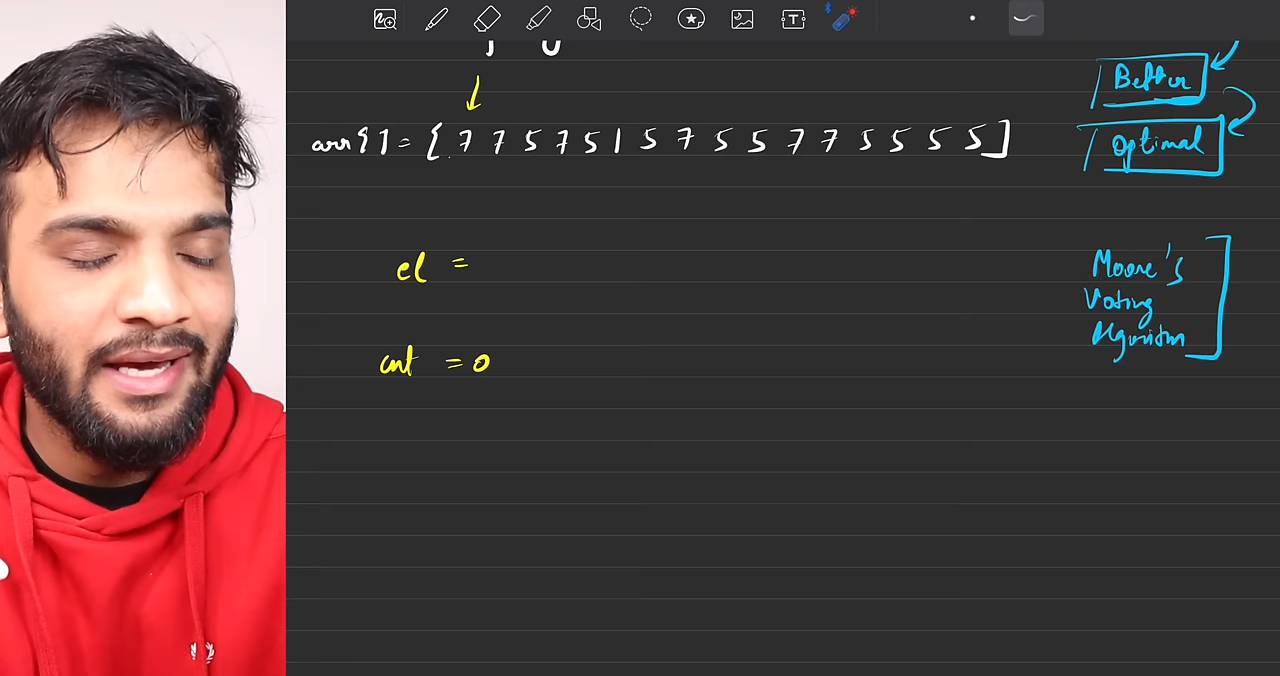 arr[] = [ 7 7 5 7 5 1 5 7 5 5 7 7 5 5 5 5 ]
el =
cnt = 0
Better
Optimal
Moore's
Voting
Algorithm
T